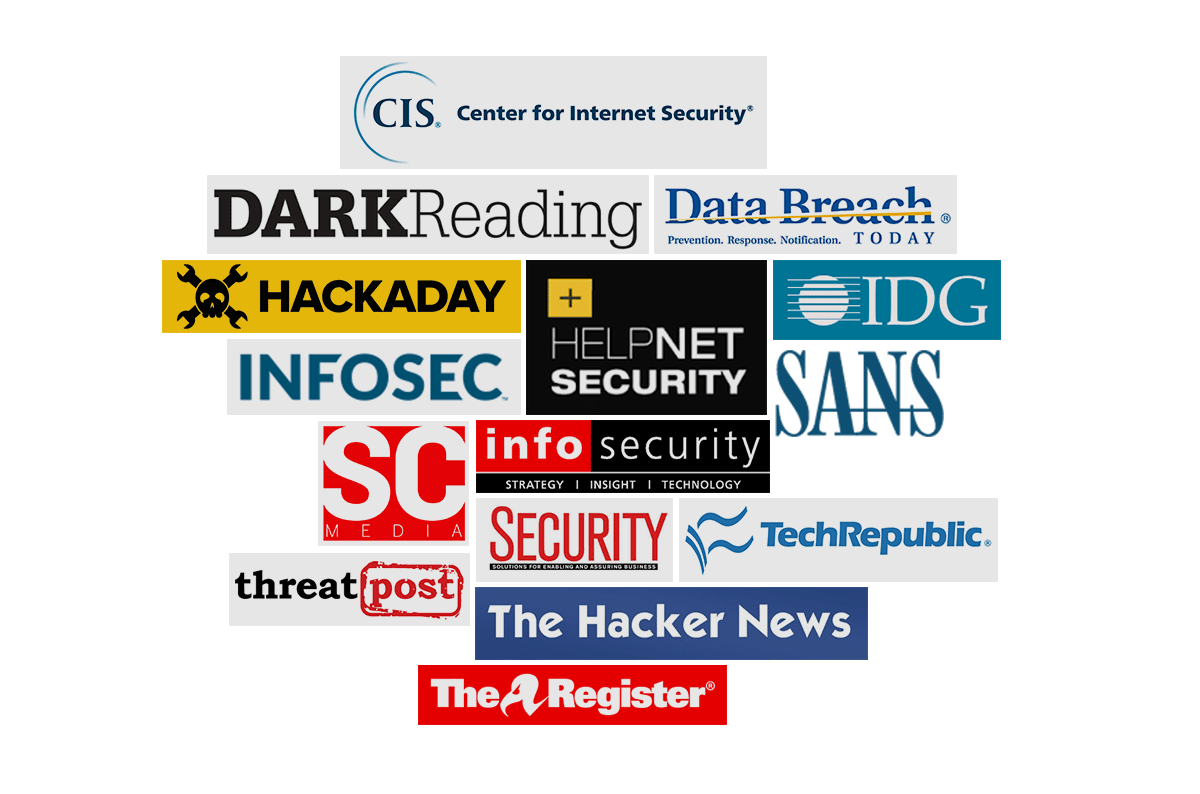 CIS® Center for Internet Security®
DARKReading
Data Breach®
Prevention. Response. Notification. TODAY
HACKADAY
+
HELPNET
SECURITY
IDG
INFOSEC™
SANS
SC
MEDIA
info security
STRATEGY | INSIGHT | TECHNOLOGY
SECURITY
SOLUTIONS FOR ENABLING AND ASSURING BUSINESS
TechRepublic®
threatpost
The Hacker News
The Register®